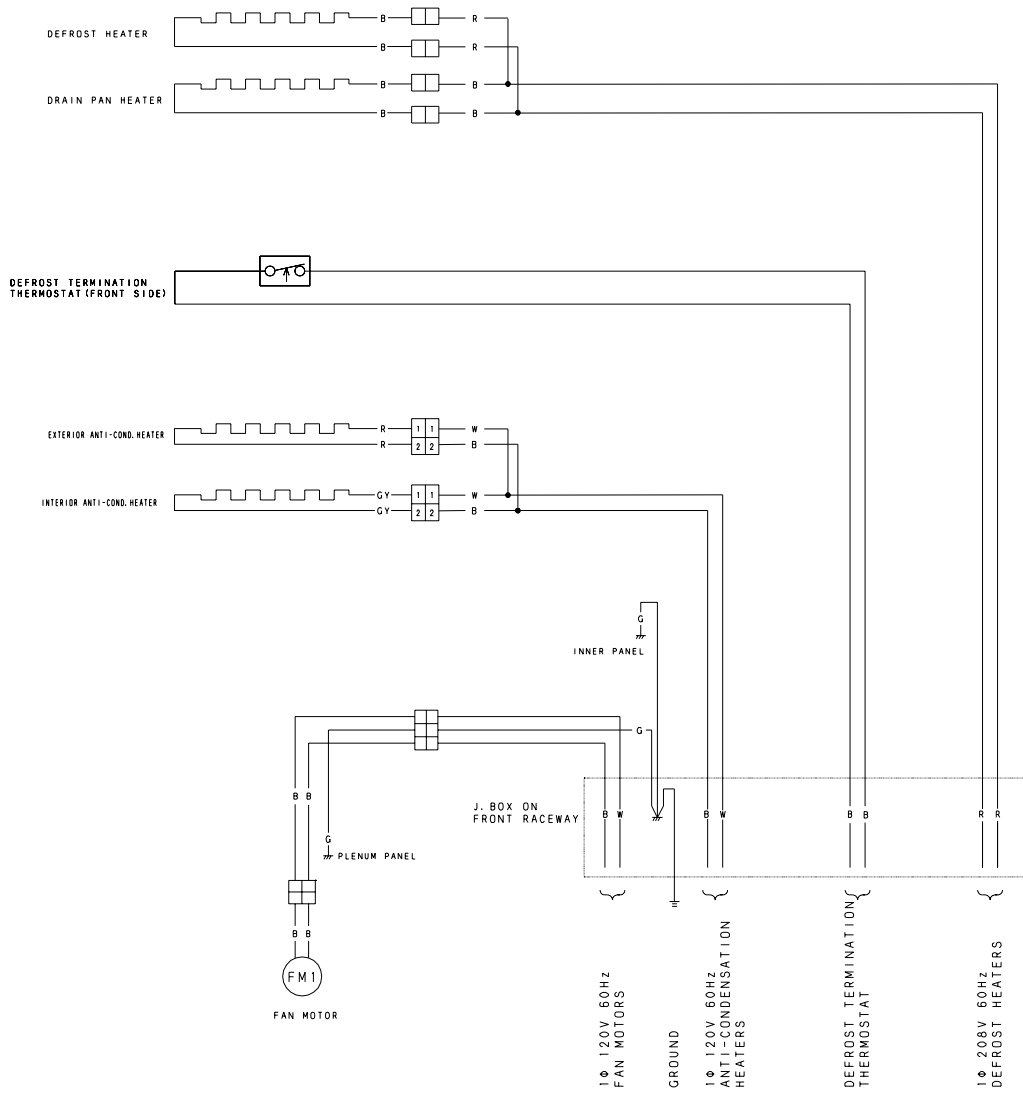 B R
DEFROST HEATER
B R
B B
DRAIN PAN HEATER
B B
DEFROST TERMINATION
THERMOSTAT(FRONT SIDE)
R 1 1 W
EXTERIOR ANTI-COND.HEATER
R 2 2 B
GY 1 1 W
INTERIOR ANTI-COND.HEATER
GY 2 2 B
G
INNER PANEL
G
B B
J.BOX ON
FRONT RACEWAY
B W B W B B R R
G
PLENUM PANEL
B B
FM1
FAN MOTOR
1Φ 120V 60Hz
FAN MOTORS
GROUND
1Φ 120V 60Hz
ANTI-CONDENSATION
HEATERS
DEFROST TERMINATION
THERMOSTAT
1Φ 208V 60Hz
DEFROST HEATERS